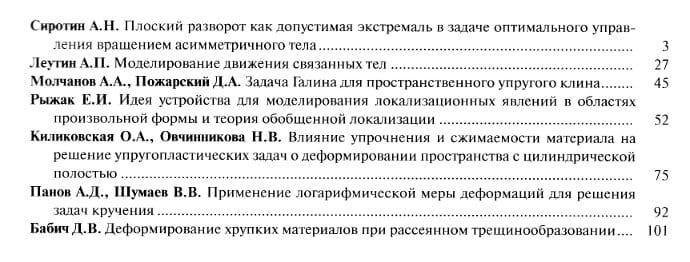 Сиротин А.Н. Плоский разворот как допустимая экстремаль в задаче оптимального управ-
ления вращением асимметричного тела.................................................... 3
Леутин А.П. Моделирование движения связанных тел.................................... 27
Молчанов А.А., Пожарский Д.А. Задача Галина для пространственного упругого клина........ 45
Рыжак Е.И. Идея устройства для моделирования локализационных явлений в областях
произвольной формы и теория обобщенной локализации.................................... 52
Киликовская О.А., Овчинникова Н.В. Влияние упрочнения и сжимаемости материала на
решение упругопластических задач о деформировании пространства с цилиндрической
полостью.................................................... 75
Панов А.Д., Шумаев В.В. Применение логарифмической меры деформаций для решения
задач кручения.................................................... 92
Бабич Д.В. Деформирование хрупких материалов при рассеянном трещинообразовании.... 101